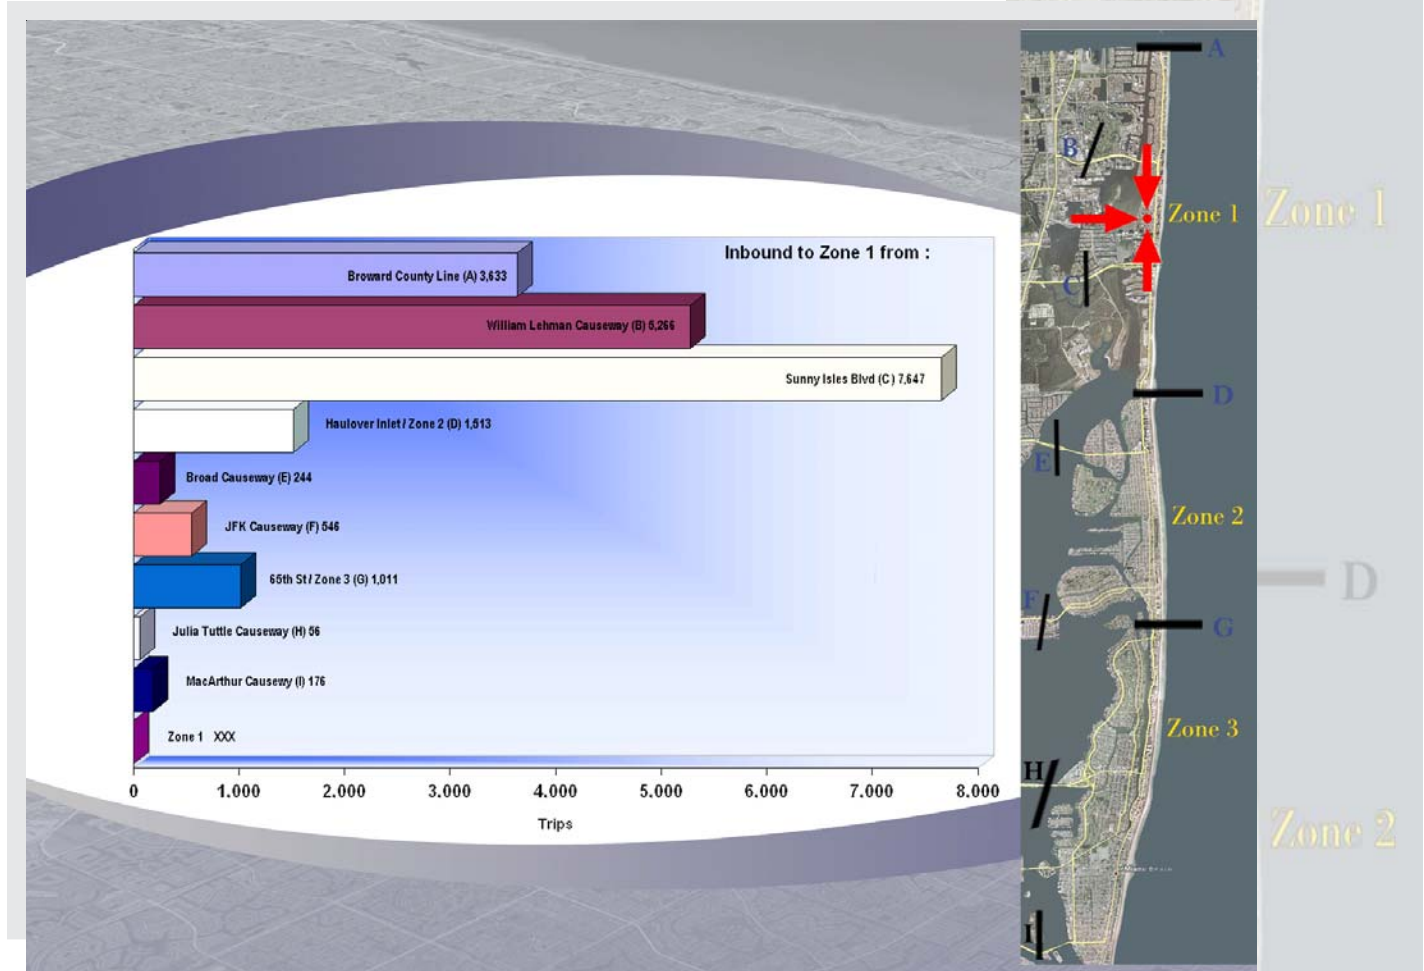 Inbound to Zone 1 from :
Broward County Line (A) 3,633
William Lehman Causeway (B) 5,266
Sunny Isles Blvd (C) 7,647
Haulover Inlet / Zone 2 (D) 1,513
Broad Causeway (E) 244
JFK Causeway (F) 546
65th St / Zone 3 (G) 1,011
Julia Tuttle Causeway (H) 56
MacArthur Causewy (I) 176
Zone 1 XXX
0 1.000 2.000 3.000 4.000 5.000 6.000 7.000 8.000
Trips
A
B
Zone 1
C
D
E
Zone 2
F
G
Zone 3
H
I
Zone 1
D
Zone 2